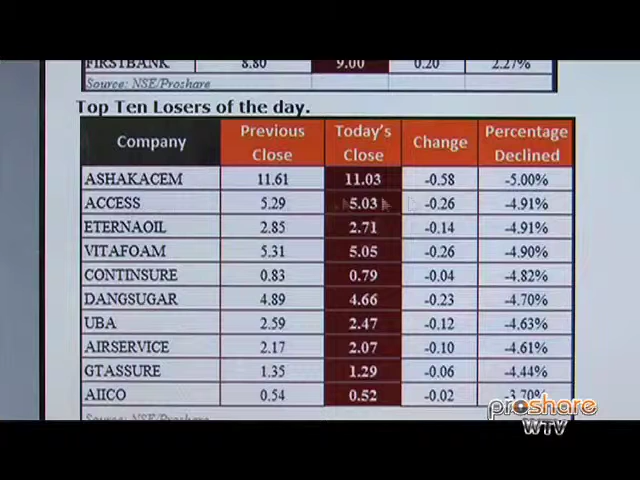 FIRSTBANK 8.80 9.00 0.20 2.27%
Source: NSE/Proshare
Top Ten Losers of the day.
Company Previous Close Today's Close Change Percentage Declined
ASHAKACEM 11.61 11.03 -0.58 -5.00%
ACCESS 5.29 5.03 -0.26 -4.91%
ETERNAOIL 2.85 2.71 -0.14 -4.91%
VITAFOAM 5.31 5.05 -0.26 -4.90%
CONTINSURE 0.83 0.79 -0.04 -4.82%
DANGSUGAR 4.89 4.66 -0.23 -4.70%
UBA 2.59 2.47 -0.12 -4.63%
AIRSERVICE 2.17 2.07 -0.10 -4.61%
GTASSURE 1.35 1.29 -0.06 -4.44%
AIICO 0.54 0.52 -0.02 -3.70%
Source: NSE/Proshare
proshare
WTV